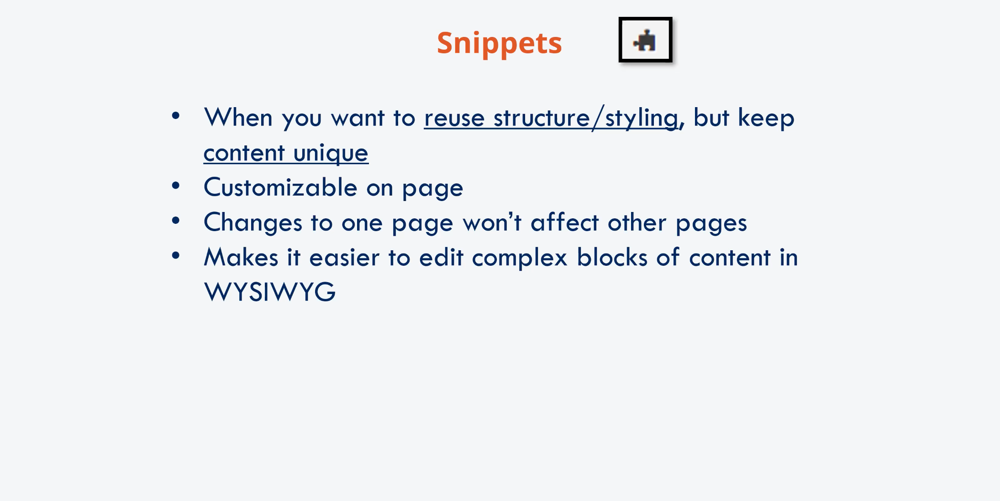 Snippets
• When you want to reuse structure/styling, but keep
content unique
• Customizable on page
• Changes to one page won’t affect other pages
• Makes it easier to edit complex blocks of content in
WYSIWYG